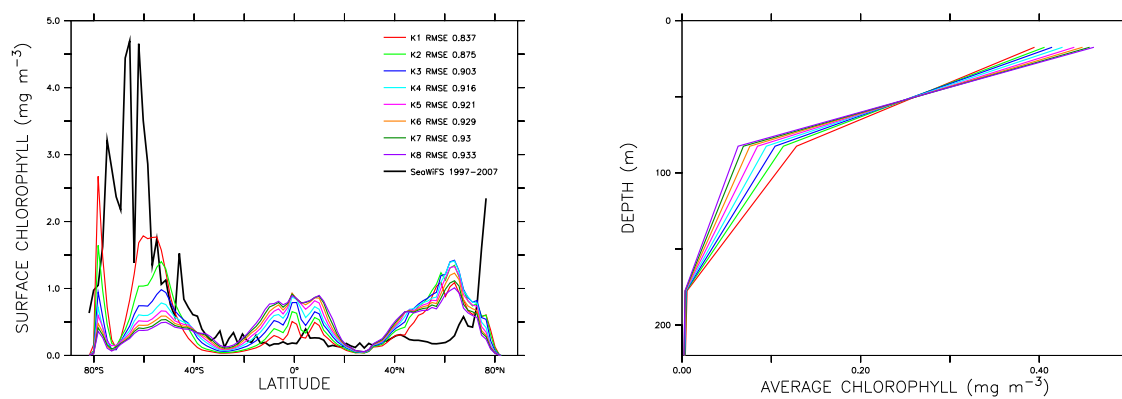 SURFACE CHLOROPHYLL (mg m⁻³)
5.0
4.0
3.0
2.0
1.0
0.0
K1 RMSE 0.837
K2 RMSE 0.875
K3 RMSE 0.903
K4 RMSE 0.916
K5 RMSE 0.921
K6 RMSE 0.929
K7 RMSE 0.93
K8 RMSE 0.933
SeaWiFS 1997-2007
80°S
40°S
0°
40°N
80°N
LATITUDE
DEPTH (m)
0
100
200
0.00
0.20
0.40
AVERAGE CHLOROPHYLL (mg m⁻³)